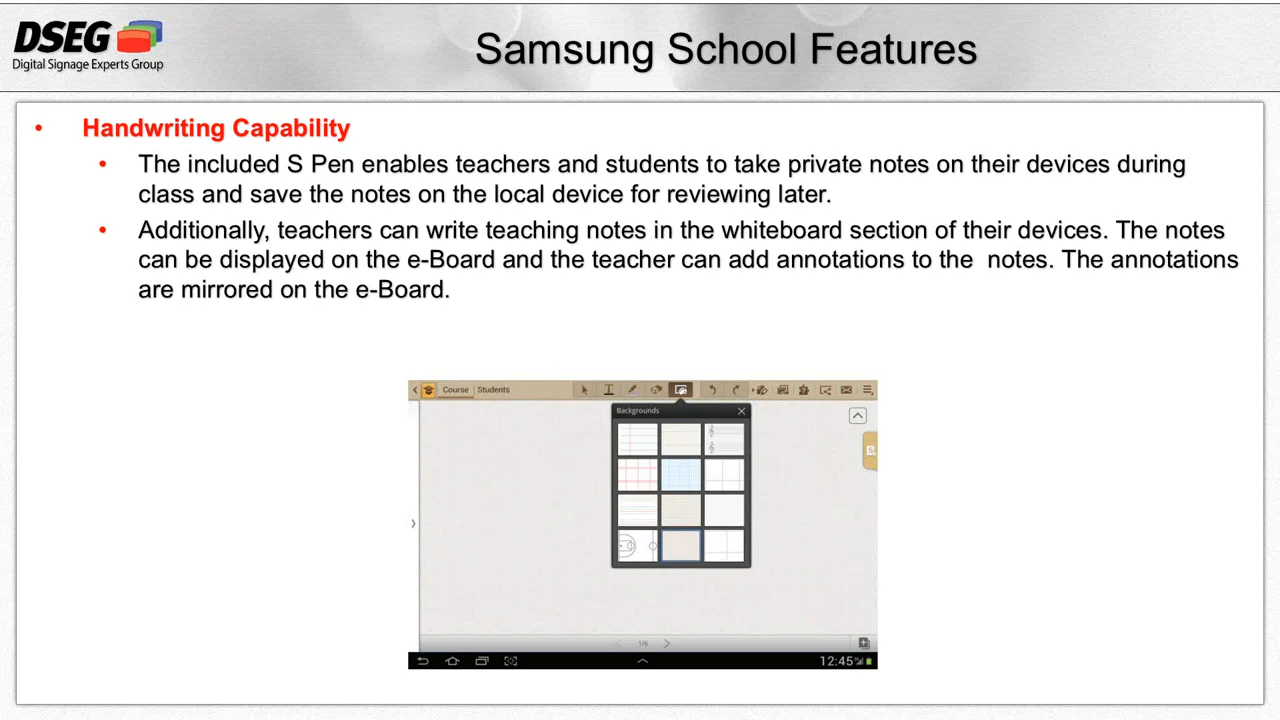 DSEG
Digital Signage Experts Group
Samsung School Features
• Handwriting Capability
• The included S Pen enables teachers and students to take private notes on their devices during
class and save the notes on the local device for reviewing later.
• Additionally, teachers can write teaching notes in the whiteboard section of their devices. The notes
can be displayed on the e-Board and the teacher can add annotations to the  notes. The annotations
are mirrored on the e-Board.
Course Students
Backgrounds
1/6
12:45